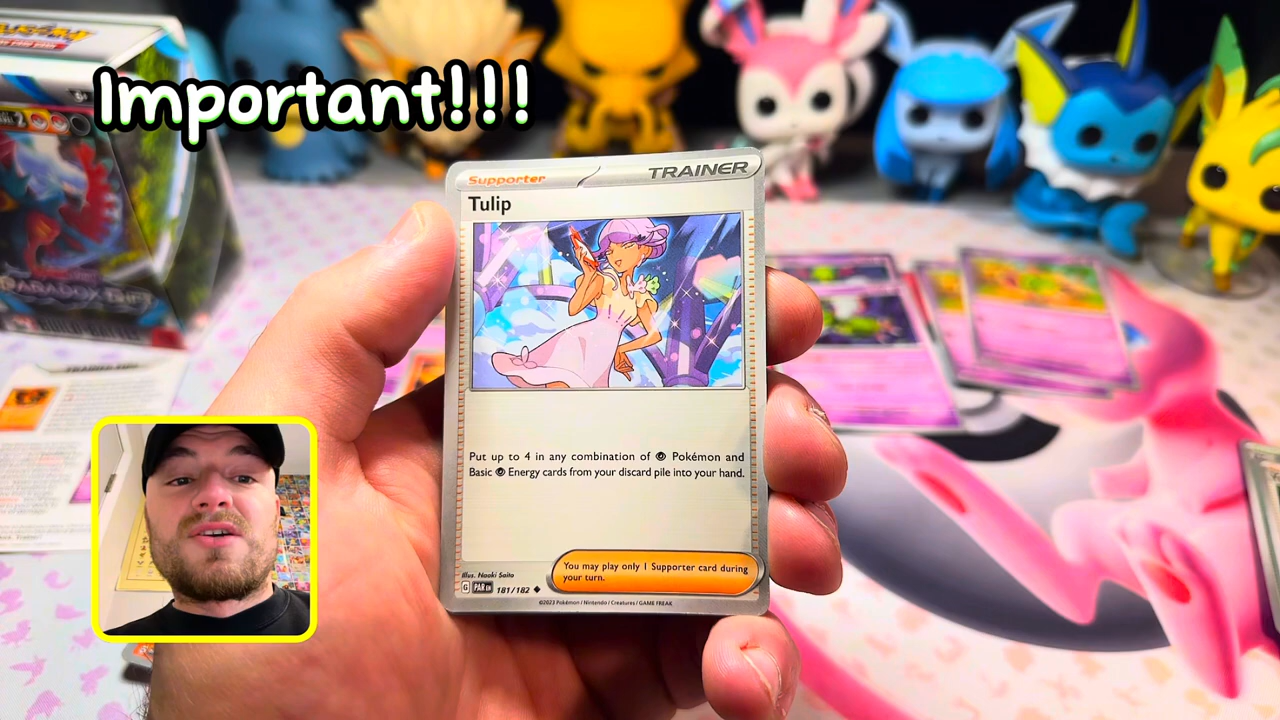 Important!!!
Supporter
TRAINER
Tulip
Put up to 4 in any combination of Pokémon and
Basic Energy cards from your discard pile into your hand.
You may play only 1 Supporter card during
your turn.
Illus. Naoki Saito
G PAR EN 181/182
©2023 Pokémon / Nintendo / Creatures / GAME FREAK
PARADOX RIFT